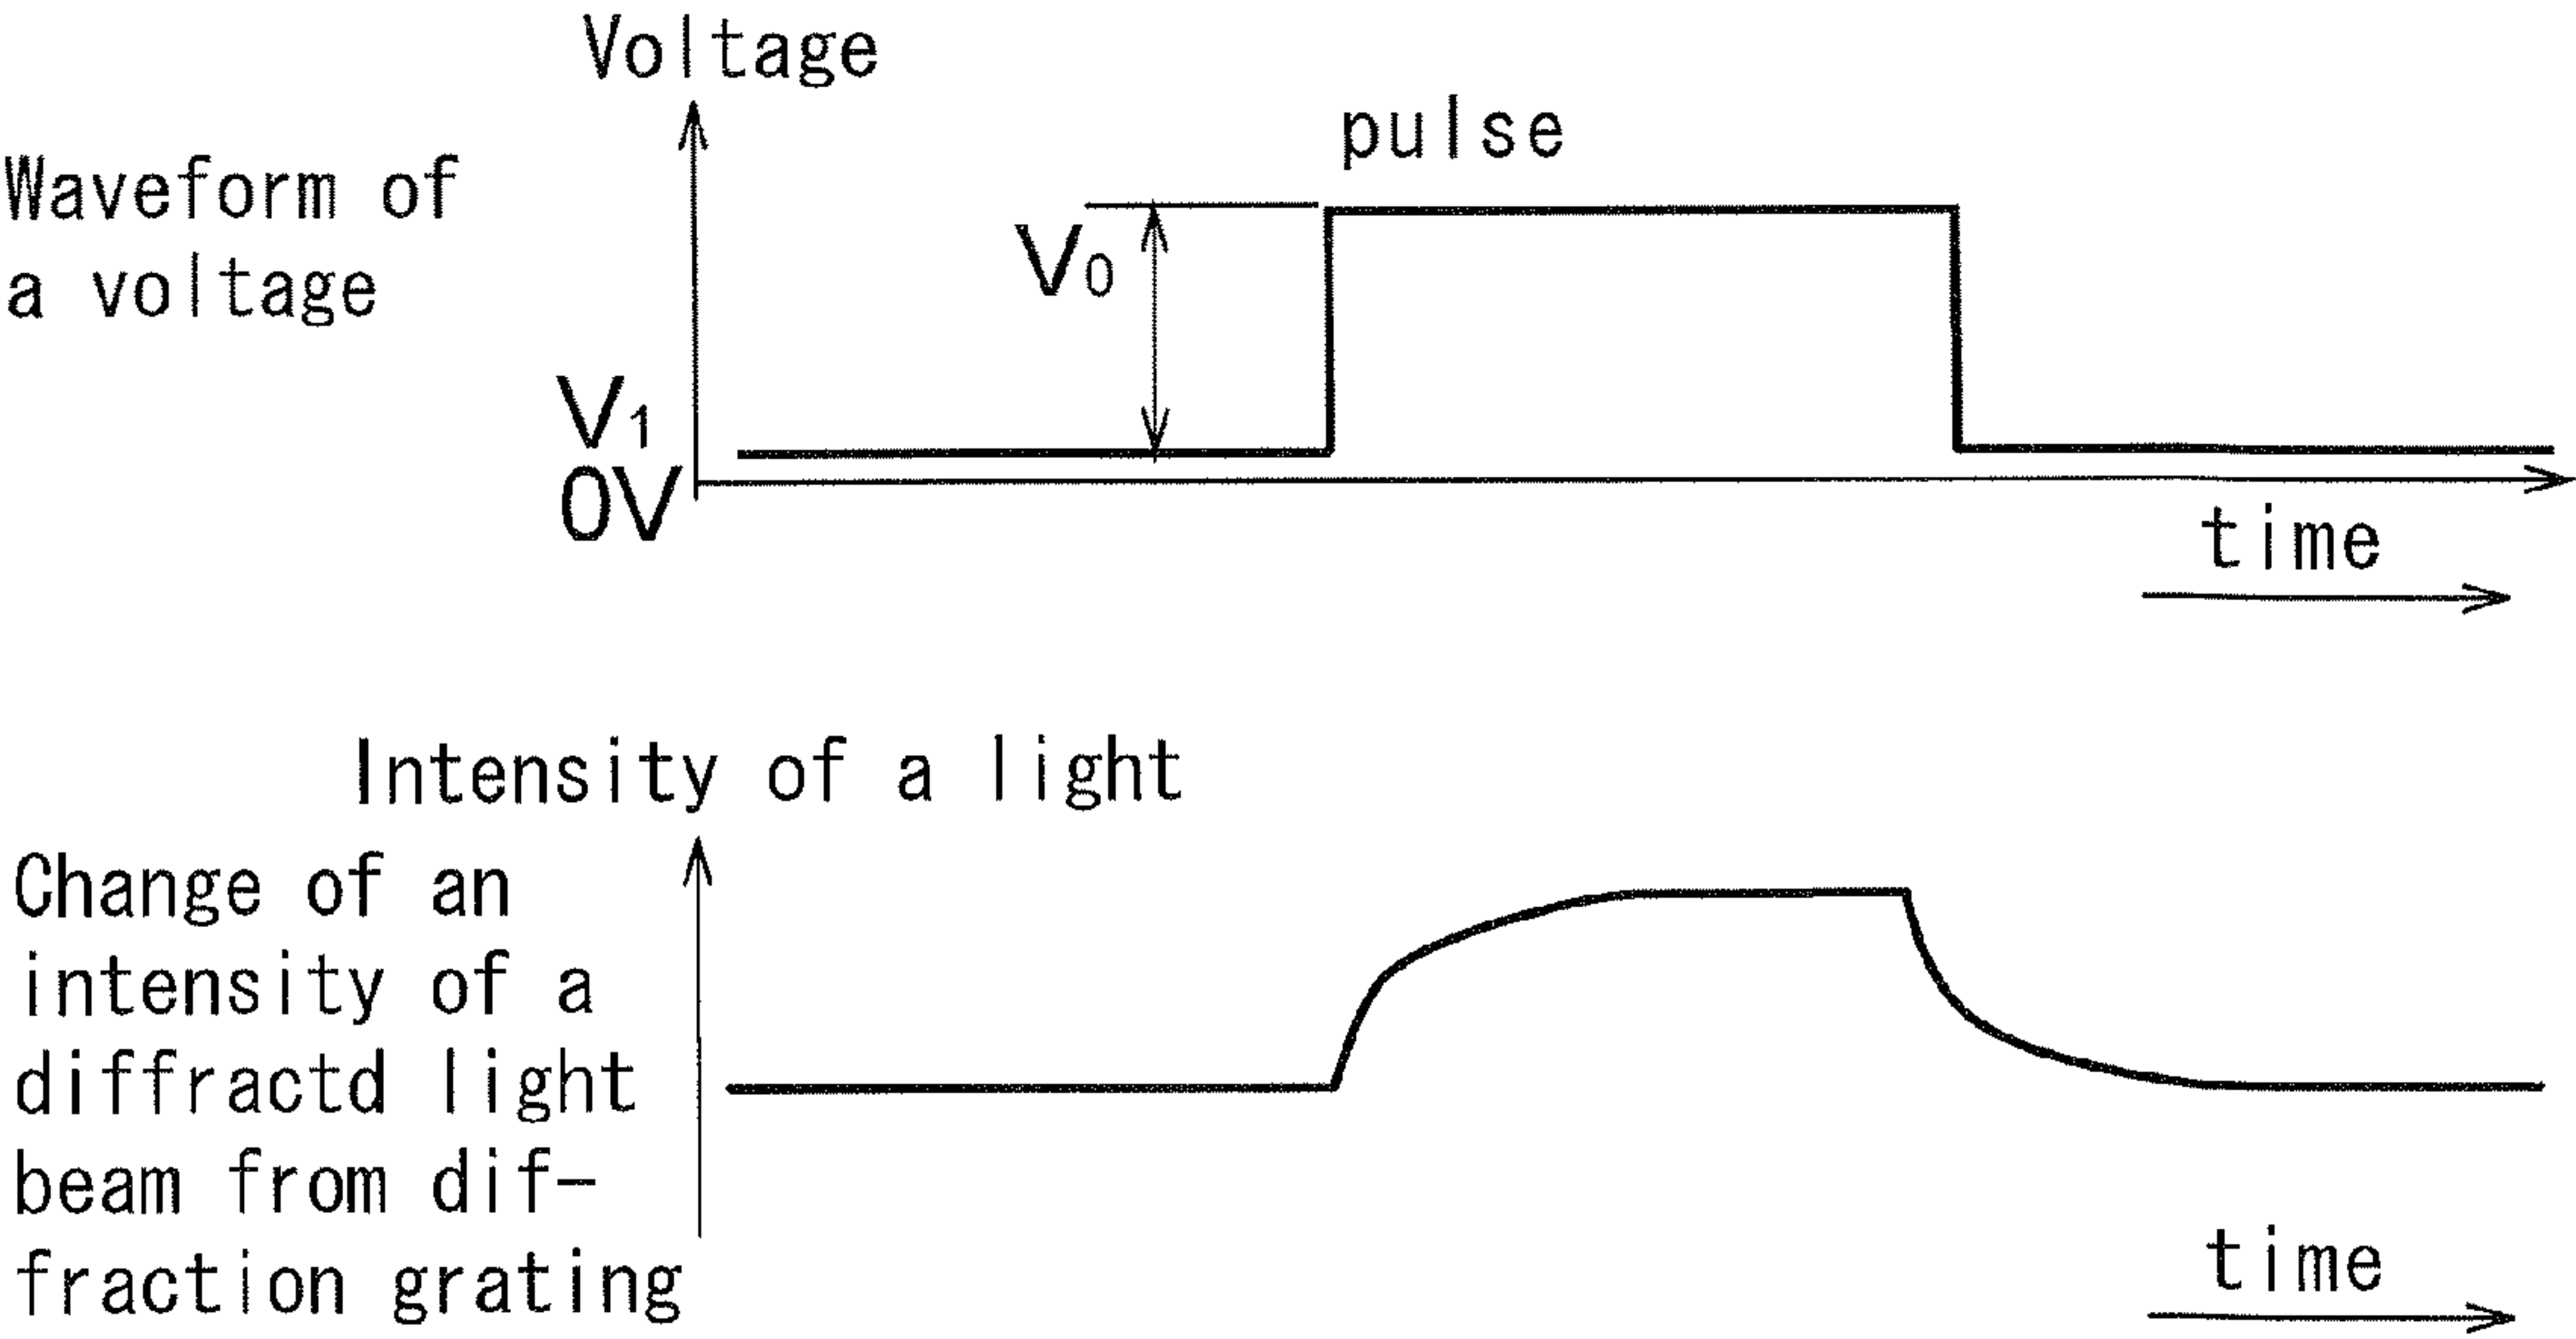 Voltage
pulse
Waveform of
a voltage
V0
V1
0V
time
Intensity of a light
Change of an
intensity of a
diffractd light
beam from dif-
fraction grating
time